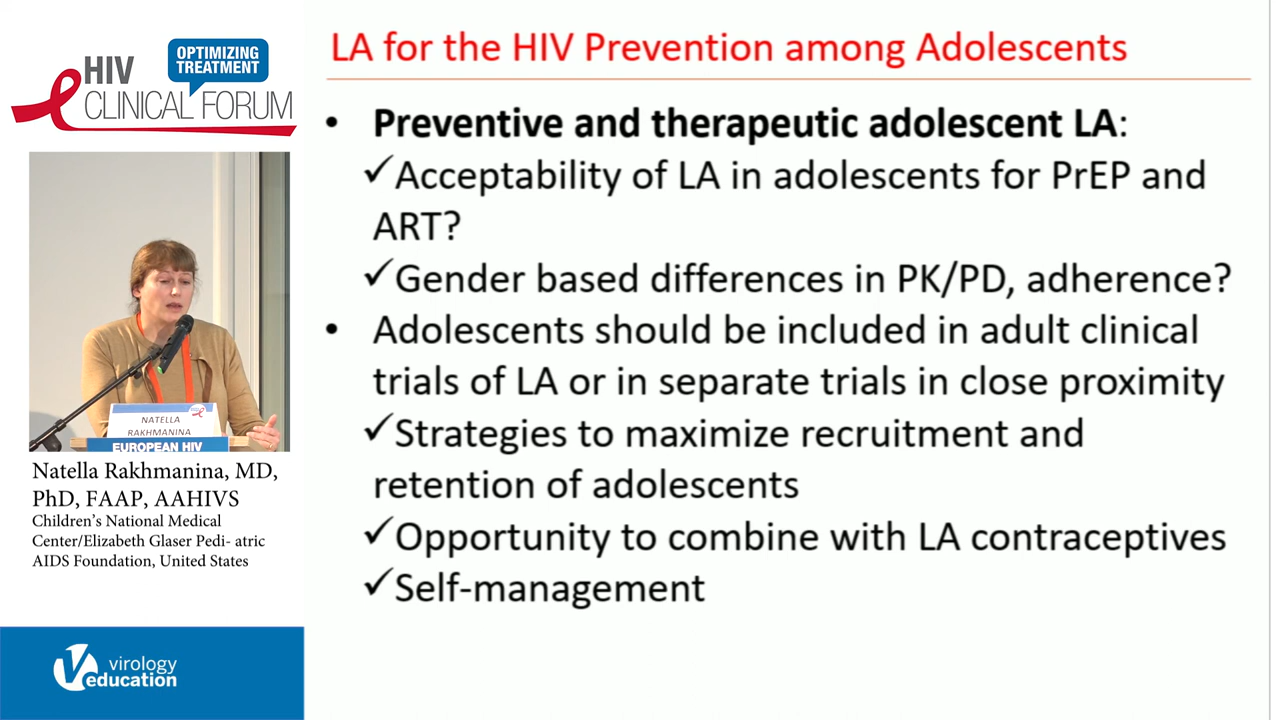 OPTIMIZING
TREATMENT
HIV
CLINICAL FORUM
NATELLA
RAKHMANINA
EUROPEAN HIV
Natella Rakhmanina, MD,
PhD, FAAP, AAHIVS
Children's National Medical
Center/Elizabeth Glaser Pedi- atric
AIDS Foundation, United States
virology
education
LA for the HIV Prevention among Adolescents
• Preventive and therapeutic adolescent LA:
✓Acceptability of LA in adolescents for PrEP and
ART?
✓Gender based differences in PK/PD, adherence?
• Adolescents should be included in adult clinical
trials of LA or in separate trials in close proximity
✓Strategies to maximize recruitment and
retention of adolescents
✓Opportunity to combine with LA contraceptives
✓Self-management